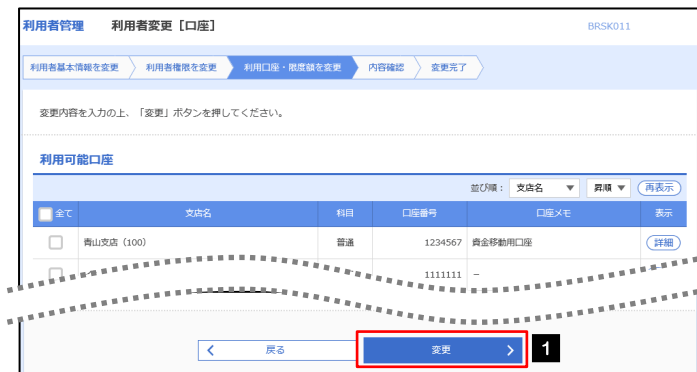 利用者管理 利用者変更［口座］ BRSK011
利用者基本情報を変更 利用者権限を変更 利用口座・限度額を変更 内容確認 変更完了
変更内容を入力の上、「変更」ボタンを押してください。
利用可能口座
並び順： 支店名 ▼ 昇順 ▼ 再表示
全て 支店名 科目 口座番号 口座メモ 表示
青山支店（100） 普通 1234567 資金移動用口座 詳細
1111111 －
戻る 変更 1